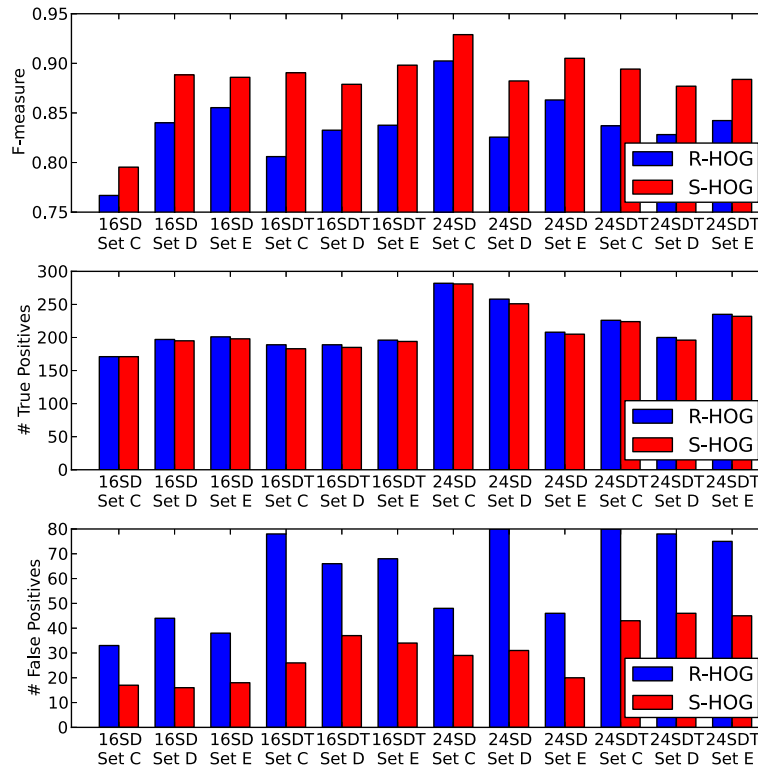 0.95
0.90
0.85
0.80
0.75
F-measure
R-HOG
S-HOG
16SD 16SD 16SD 16SDT 16SDT 16SDT 24SD 24SD 24SD 24SDT 24SDT 24SDT
Set C Set D Set E Set C Set D Set E Set C Set D Set E Set C Set D Set E
300
250
200
150
100
50
0
# True Positives
R-HOG
S-HOG
16SD 16SD 16SD 16SDT 16SDT 16SDT 24SD 24SD 24SD 24SDT 24SDT 24SDT
Set C Set D Set E Set C Set D Set E Set C Set D Set E Set C Set D Set E
80
70
60
50
40
30
20
10
0
# False Positives
R-HOG
S-HOG
16SD 16SD 16SD 16SDT 16SDT 16SDT 24SD 24SD 24SD 24SDT 24SDT 24SDT
Set C Set D Set E Set C Set D Set E Set C Set D Set E Set C Set D Set E